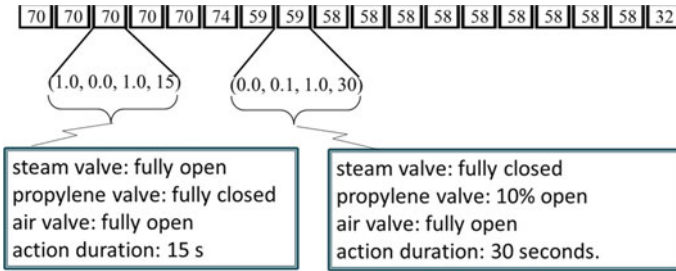 70 70 70 70 70 74 59 59 58 58 58 58 58 58 58 58 58 32
(1.0, 0.0, 1.0, 15) (0.0, 0.1, 1.0, 30)
steam valve: fully open
propylene valve: fully closed
air valve: fully open
action duration: 15 s
steam valve: fully closed
propylene valve: 10% open
air valve: fully open
action duration: 30 seconds.